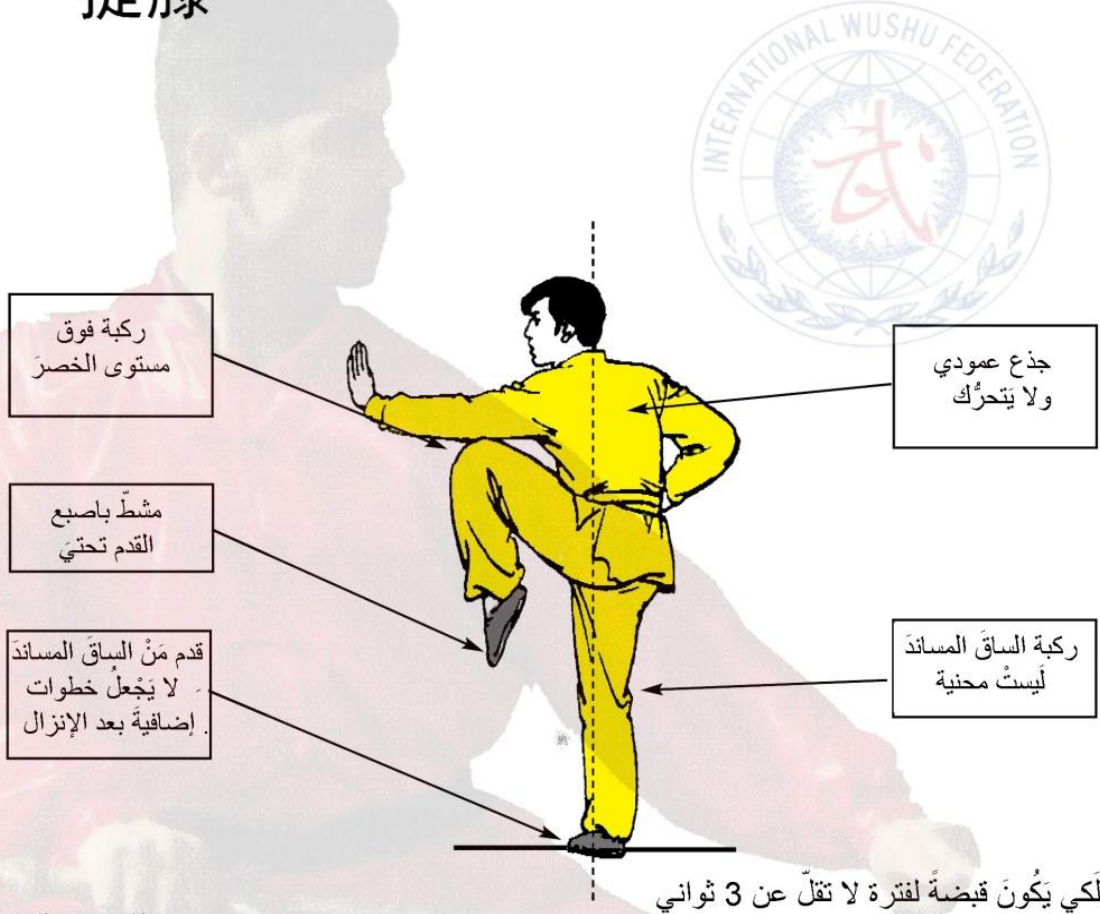 提膝
INTERNATIONAL WUSHU FEDERATION
ركبة فوق
مستوى الخصرَ
جذع عمودي
ولا يَتحرُّك
مشطّ باصبع
القدم تحتيَ
قدم مَنْ الساقَ المساندَ
لا يَجْعلُ خطوات
إضافيةَ بعد الإنزال .
ركبة الساقَ المساندَ
لَيستْ محنية
لَكي يَكُونَ قبضةً لفترة لا تقلّ عن 3 ثواني